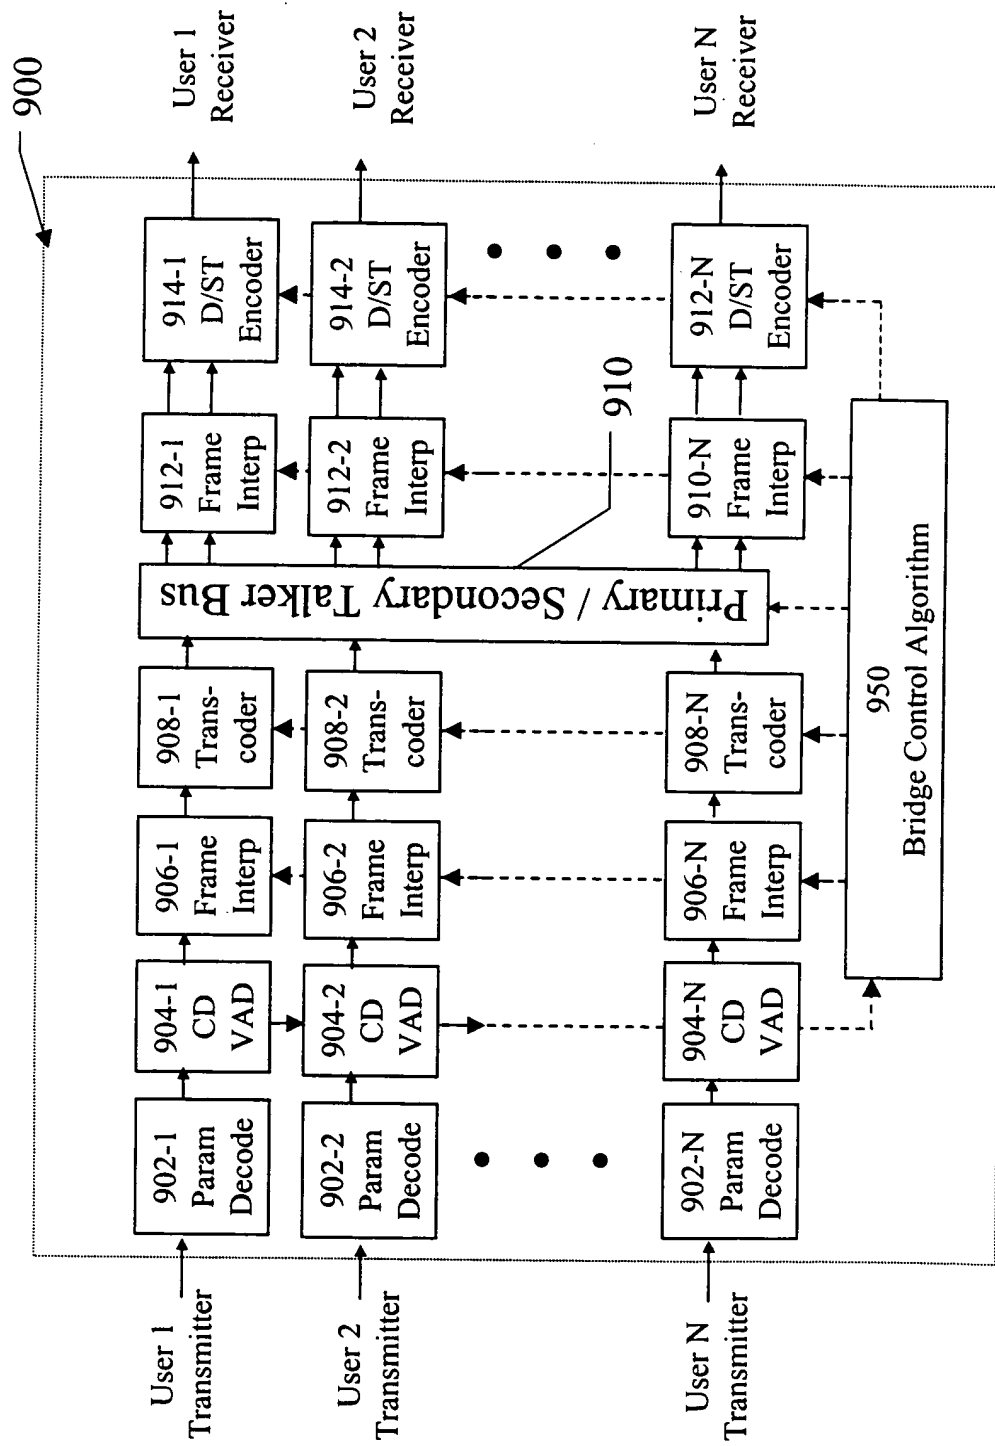 900
User 1
Transmitter
902-1
Param
Decode
904-1
CD
VAD
906-1
Frame
Interp
908-1
Trans-
coder
912-1
Frame
Interp
914-1
D/ST
Encoder
User 1
Receiver
User 2
Transmitter
902-2
Param
Decode
904-2
CD
VAD
906-2
Frame
Interp
908-2
Trans-
coder
Primary / Secondary Talker Bus
912-2
Frame
Interp
914-2
D/ST
Encoder
User 2
Receiver
910
User N
Transmitter
902-N
Param
Decode
904-N
CD
VAD
906-N
Frame
Interp
908-N
Trans-
coder
910-N
Frame
Interp
912-N
D/ST
Encoder
User N
Receiver
950
Bridge Control Algorithm